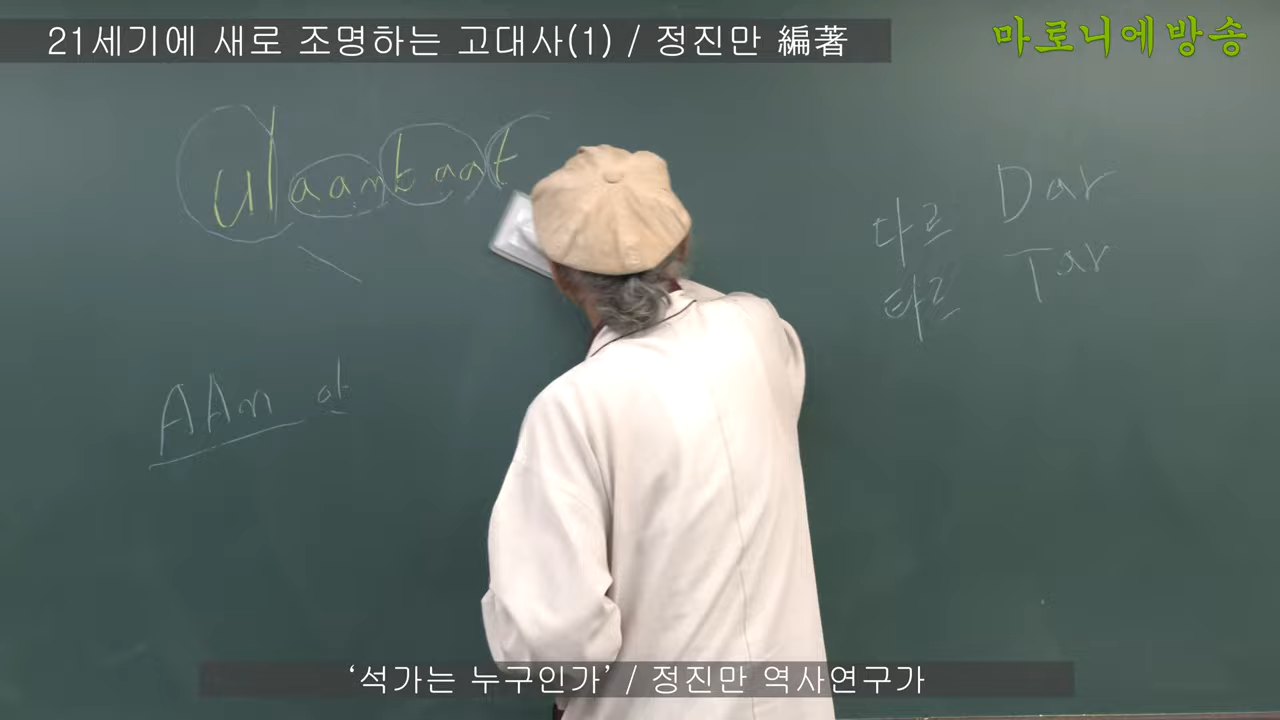 21세기에 새로 조명하는 고대사(1) / 정진만 編著
마로니에방송
ulaanbaat
다르 Dar
타르 Tar
AAn 안
‘석가는 누구인가’ / 정진만 역사연구가